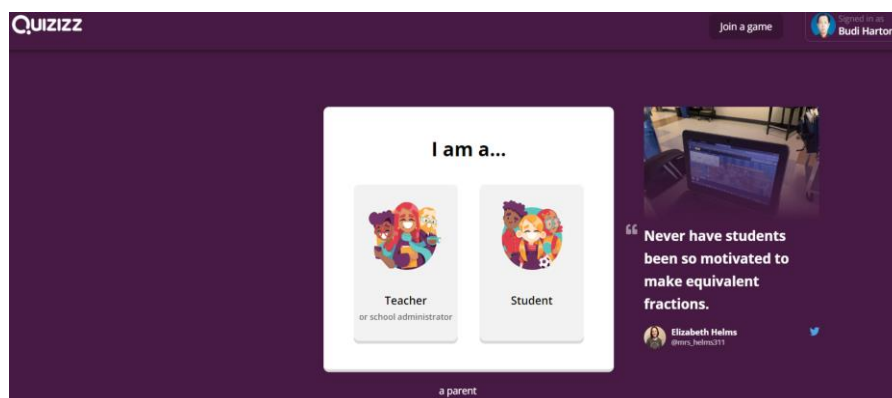 QUIZIZZ
Join a game
Signed in as
Budi Harton
I am a...
Teacher
or school administrator
Student
“ Never have students
been so motivated to
make equivalent
fractions.
Elizabeth Helms
@mrs_helms311
a parent